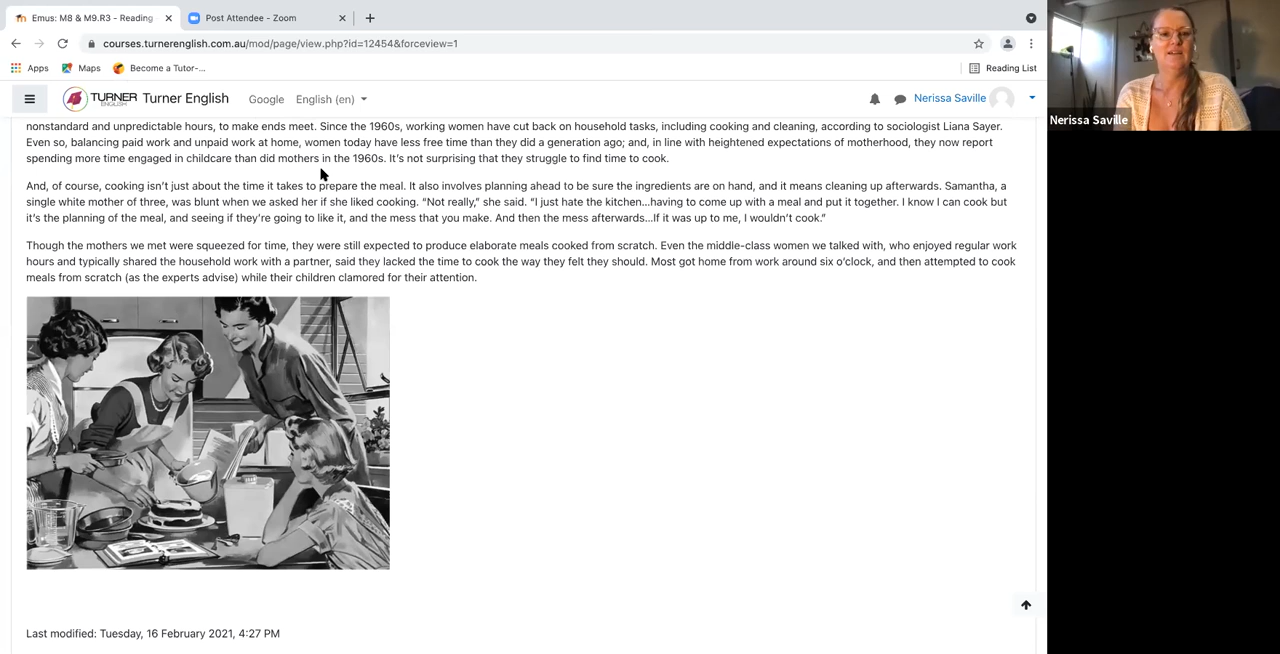 Emus: M8 & M9.R3 - Reading
Post Attendee - Zoom
courses.turnerenglish.com.au/mod/page/view.php?id=12454&forceview=1
Apps
Maps
Become a Tutor-...
Reading List
TURNER
ENGLISH
Turner English
Google
English (en)
Nerissa Saville
nonstandard and unpredictable hours, to make ends meet. Since the 1960s, working women have cut back on household tasks, including cooking and cleaning, according to sociologist Liana Sayer.
Even so, balancing paid work and unpaid work at home, women today have less free time than they did a generation ago; and, in line with heightened expectations of motherhood, they now report
spending more time engaged in childcare than did mothers in the 1960s. It’s not surprising that they struggle to find time to cook.
And, of course, cooking isn’t just about the time it takes to prepare the meal. It also involves planning ahead to be sure the ingredients are on hand, and it means cleaning up afterwards. Samantha, a
single white mother of three, was blunt when we asked her if she liked cooking. “Not really,” she said. “I just hate the kitchen...having to come up with a meal and put it together. I know I can cook but
it’s the planning of the meal, and seeing if they’re going to like it, and the mess that you make. And then the mess afterwards...If it was up to me, I wouldn’t cook.”
Though the mothers we met were squeezed for time, they were still expected to produce elaborate meals cooked from scratch. Even the middle-class women we talked with, who enjoyed regular work
hours and typically shared the household work with a partner, said they lacked the time to cook the way they felt they should. Most got home from work around six o’clock, and then attempted to cook
meals from scratch (as the experts advise) while their children clamored for their attention.
Last modified: Tuesday, 16 February 2021, 4:27 PM
Nerissa Saville